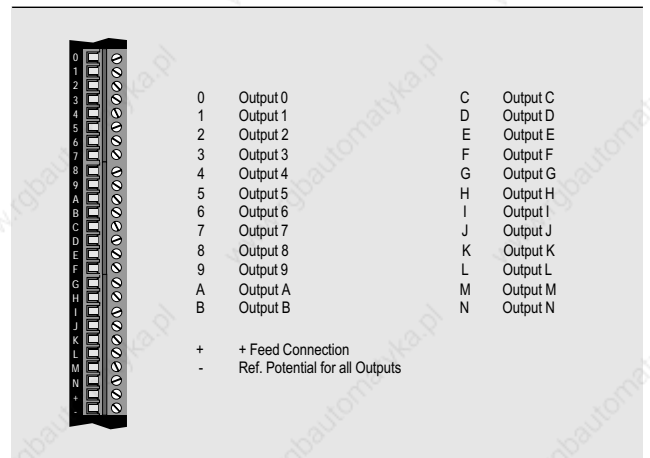 0
1
2
3
4
5
6
7
8
9
A
B
C
D
E
F
G
H
I
J
K
L
M
N
+
-
0 Output 0 C Output C
1 Output 1 D Output D
2 Output 2 E Output E
3 Output 3 F Output F
4 Output 4 G Output G
5 Output 5 H Output H
6 Output 6 I Output I
7 Output 7 J Output J
8 Output 8 K Output K
9 Output 9 L Output L
A Output A M Output M
B Output B N Output N
+ + Feed Connection
- Ref. Potential for all Outputs
www.rgbautomatyka.pl